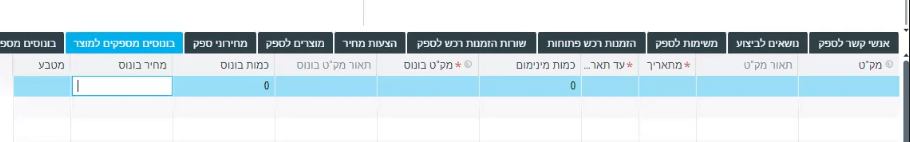 אנשי קשר לספק נושאים לביצוע משימות לספק הזמנות רכש פתוחות שורות הזמנות רכש לספק הצעות מחיר מוצרים לספק מחירוני ספק בונוסים מספקים למוצר בונוסים מספ
מק"ט תאור מק"ט *מתאריך *עד תאר... כמות מינימום *מק"ט בונוס תאור מק"ט בונוס כמות בונוס מחיר בונוס מטבע
0 0